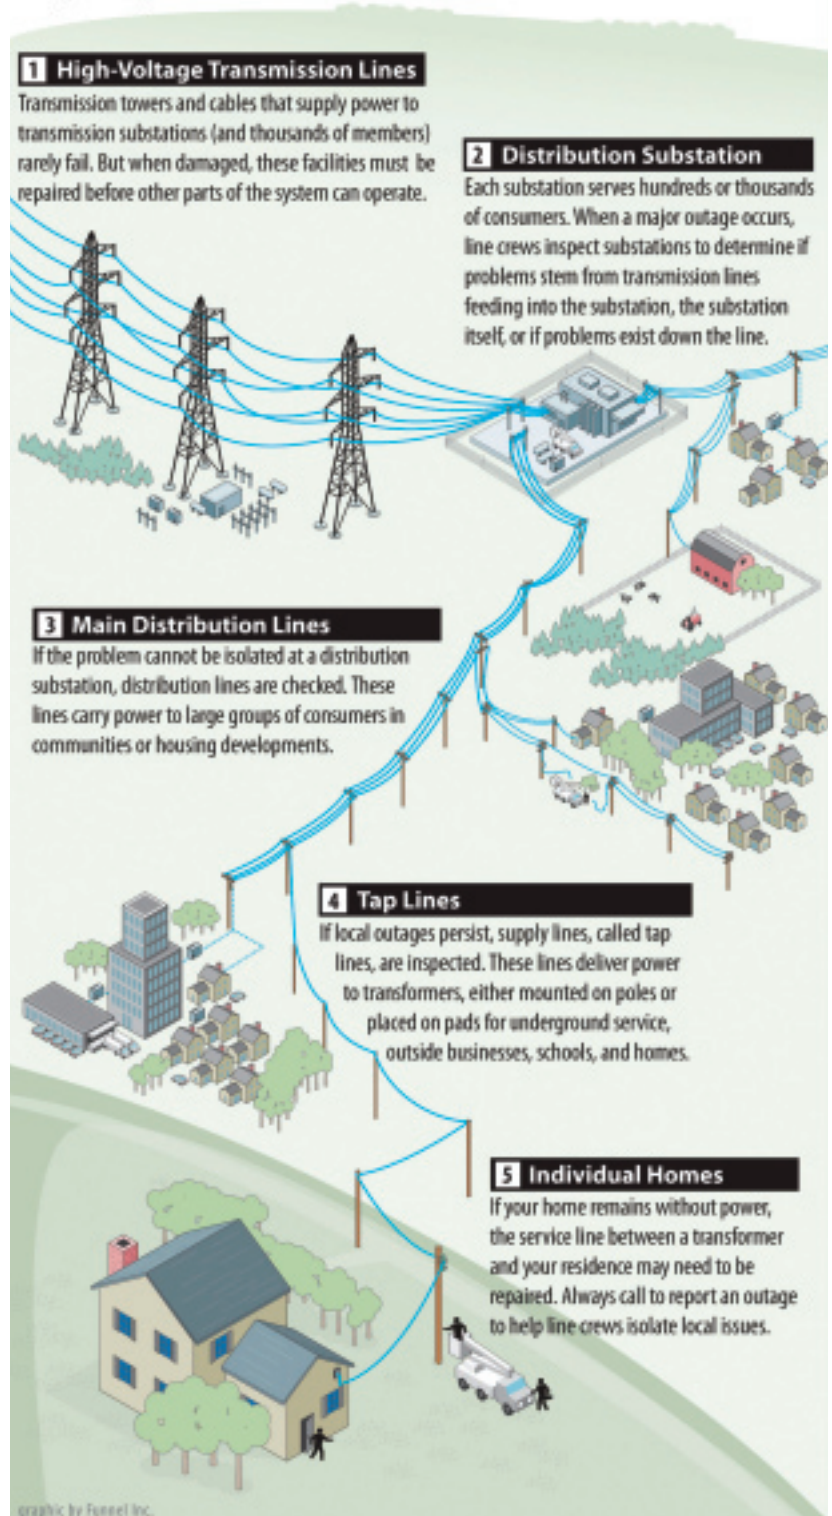 1 High-Voltage Transmission Lines
Transmission towers and cables that supply power to
transmission substations (and thousands of members)
rarely fail. But when damaged, these facilities must be
repaired before other parts of the system can operate.
2 Distribution Substation
Each substation serves hundreds or thousands
of consumers. When a major outage occurs,
line crews inspect substations to determine if
problems stem from transmission lines
feeding into the substation, the substation
itself, or if problems exist down the line.
3 Main Distribution Lines
If the problem cannot be isolated at a distribution
substation, distribution lines are checked. These
lines carry power to large groups of consumers in
communities or housing developments.
4 Tap Lines
If local outages persist, supply lines, called tap
lines, are inspected. These lines deliver power
to transformers, either mounted on poles or
placed on pads for underground service,
outside businesses, schools, and homes.
5 Individual Homes
If your home remains without power,
the service line between a transformer
and your residence may need to be
repaired. Always call to report an outage
to help line crews isolate local issues.
graphic by Funnel Inc.